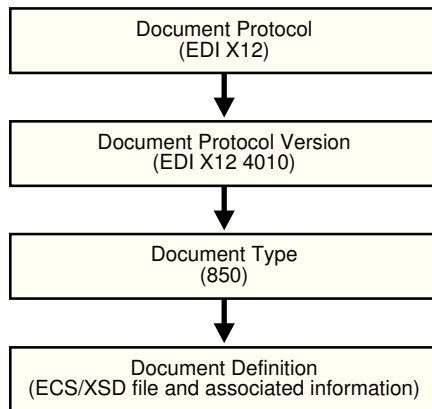 Document Protocol
(EDI X12)
Document Protocol Version
(EDI X12 4010)
Document Type
(850)
Document Definition
(ECS/XSD file and associated information)